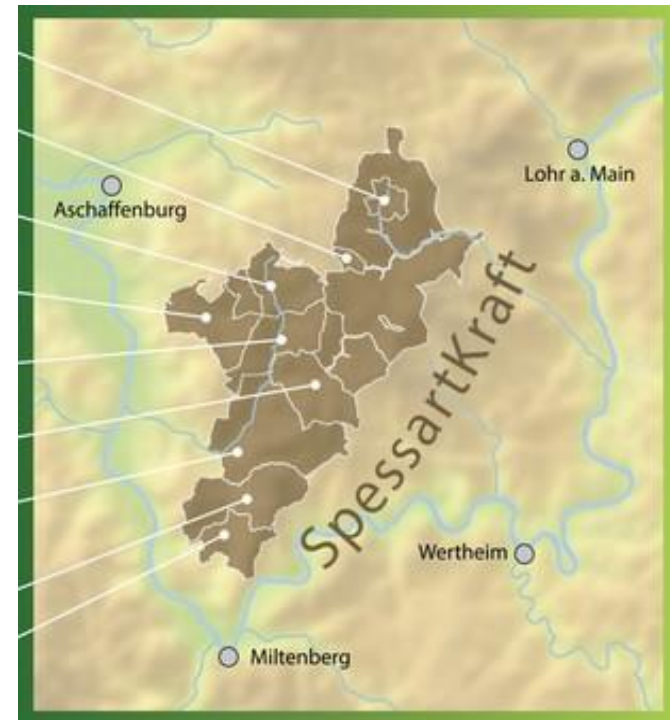 Lohr a. Main
Aschaffenburg
SpessartKraft
Wertheim
Miltenberg